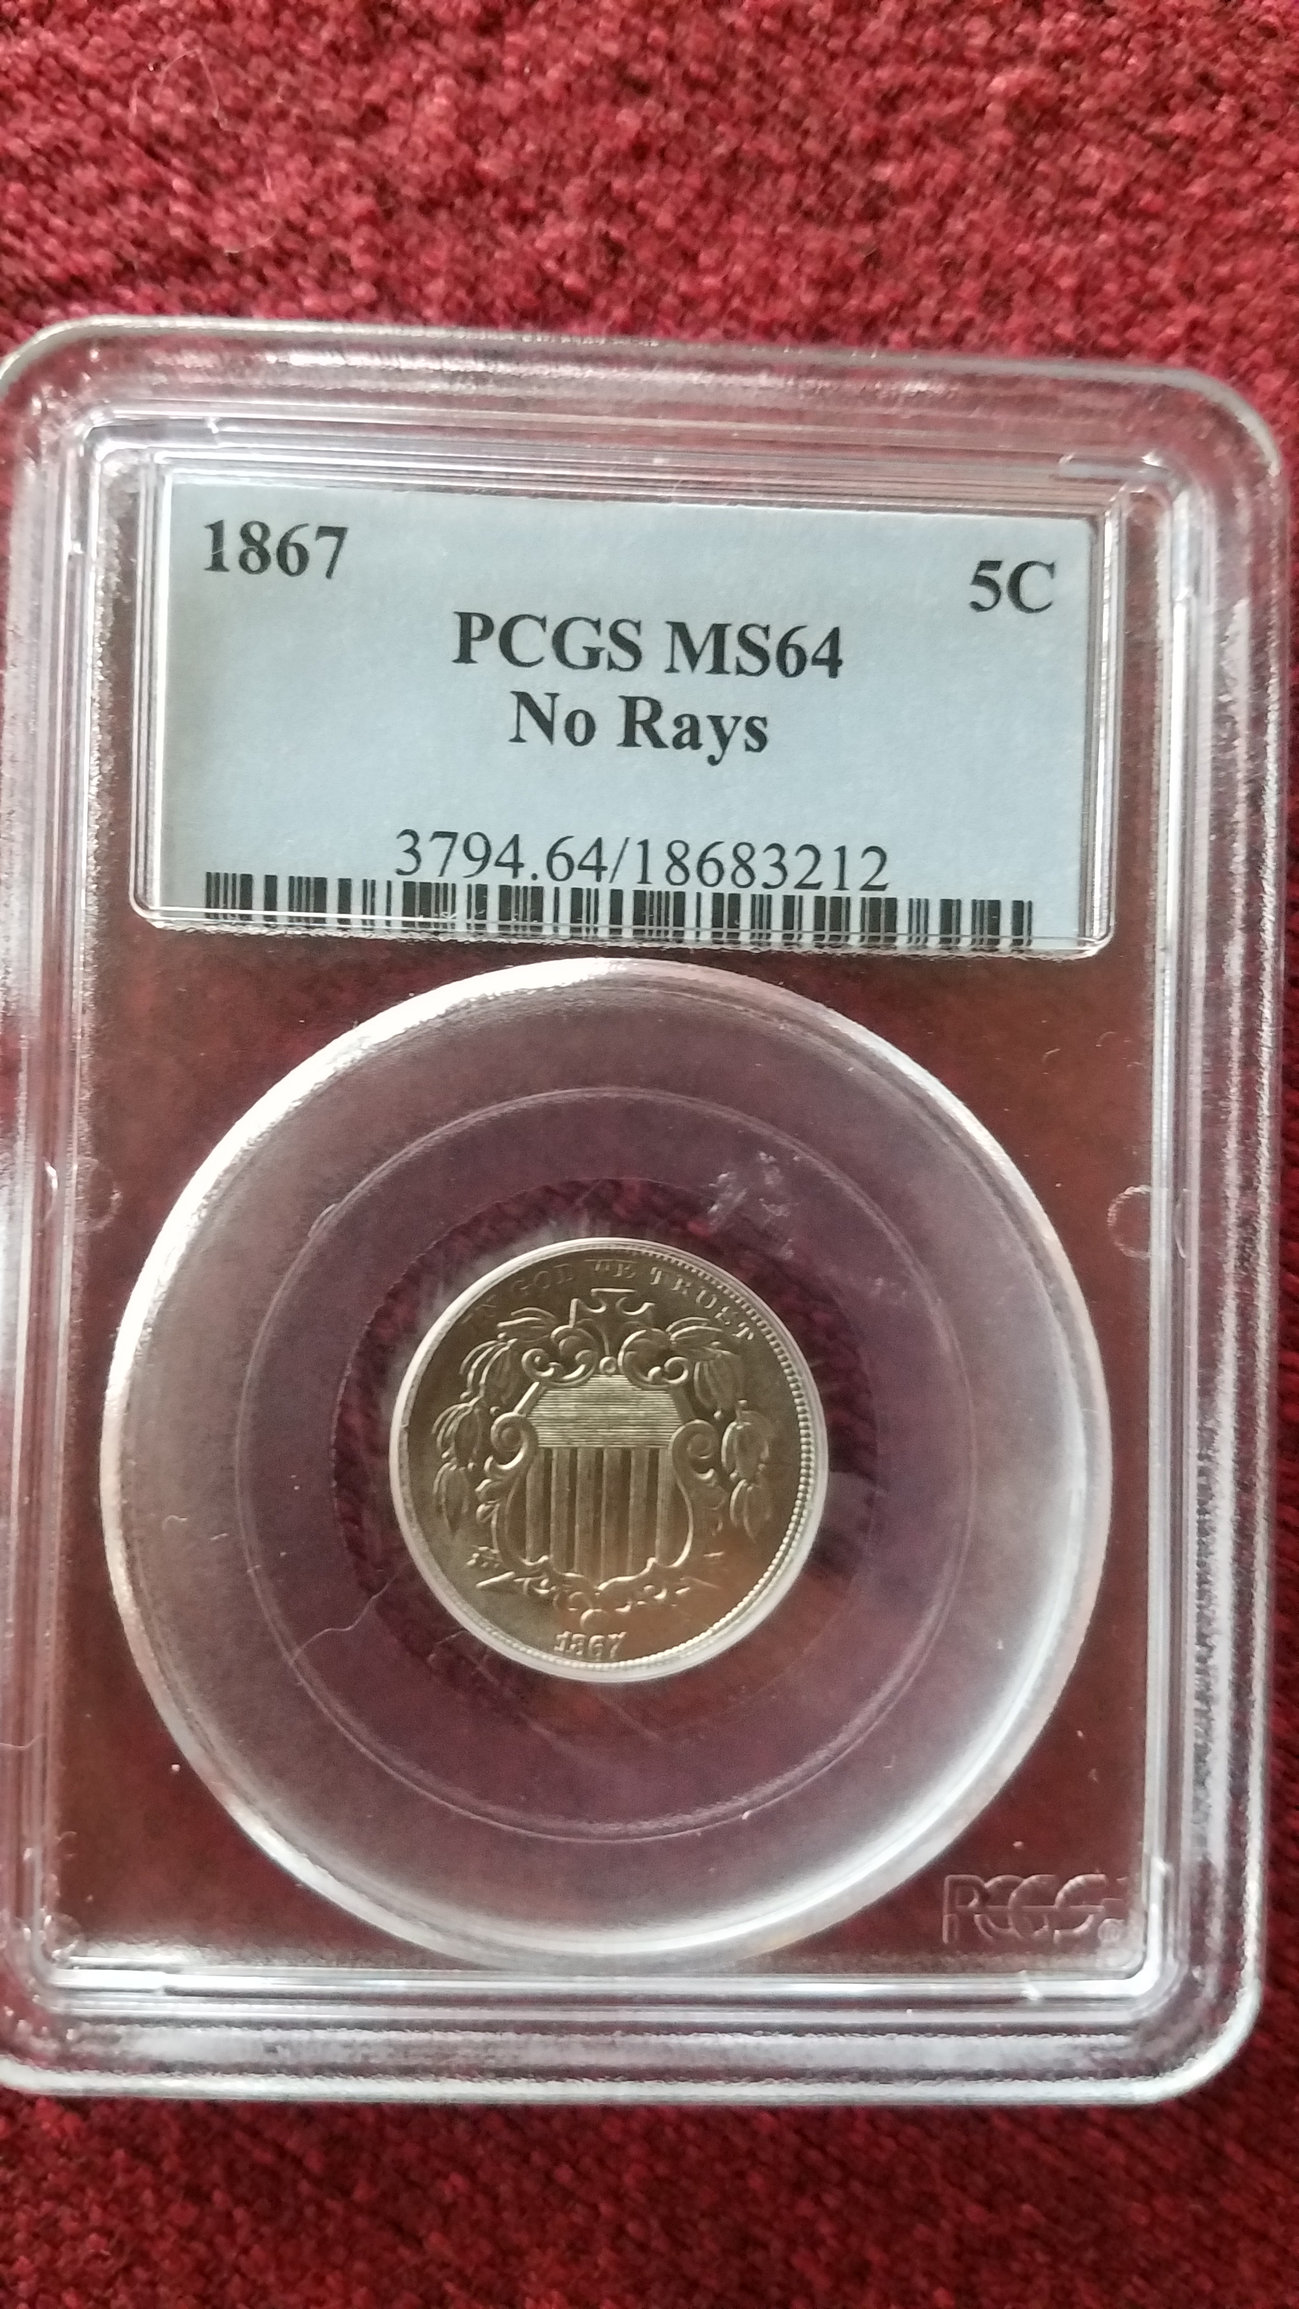 1867
5C
PCGS MS64
No Rays
3794.64/18683212
IN GOD WE TRUST
1867
PCGS